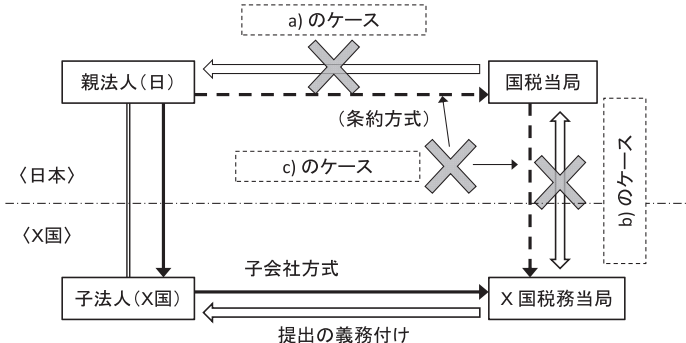 a)のケース
親法人(日)
国税当局
(条約方式)
c)のケース
b)のケース
〈日本〉
〈X国〉
子会社方式
子法人(X国)
X国税務当局
提出の義務付け